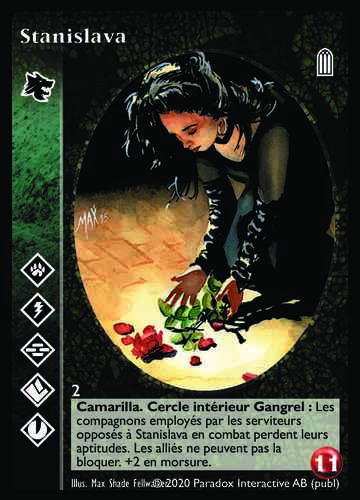 Stanislava
MAX 95.
2
Camarilla. Cercle intérieur Gangrel : Les
compagnons employés par les serviteurs
opposés à Stanislava en combat perdent leurs
aptitudes. Les alliés ne peuvent pas la
bloquer. +2 en morsure.
11
Illus. Max Shade Fellwalker ©2020 Paradox Interactive AB (publ)